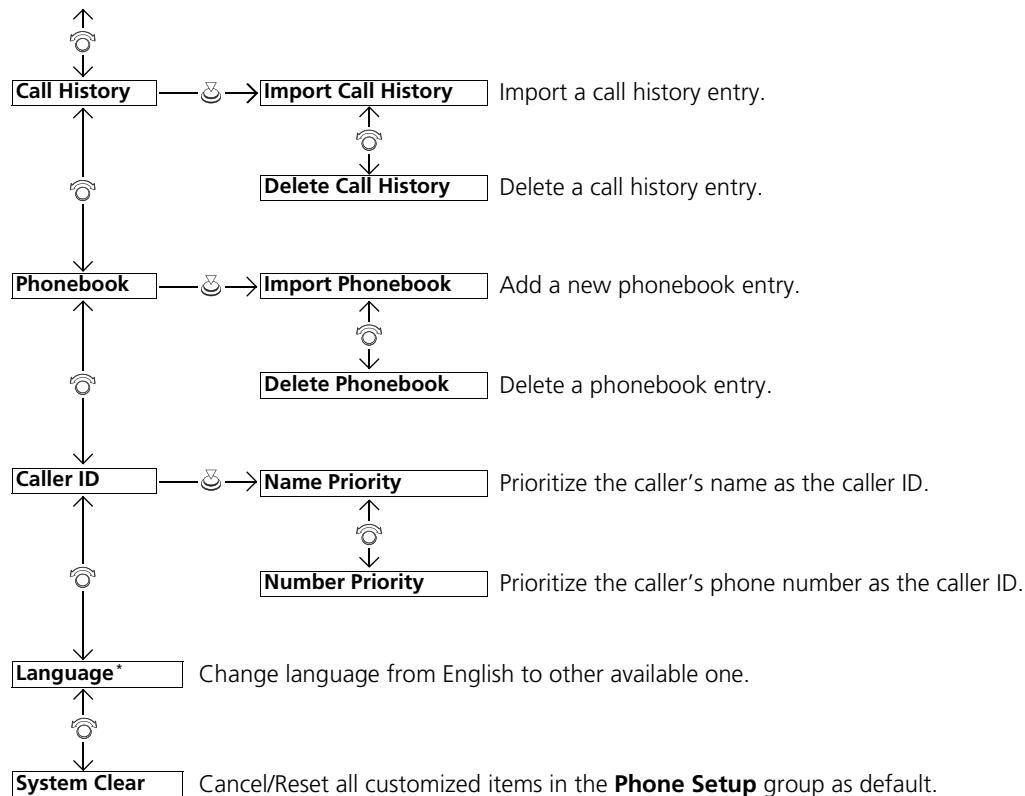 Call History Import Call History Import a call history entry.
Delete Call History Delete a call history entry.
Phonebook Import Phonebook Add a new phonebook entry.
Delete Phonebook Delete a phonebook entry.
Caller ID Name Priority Prioritize the caller’s name as the caller ID.
Number Priority Prioritize the caller’s phone number as the caller ID.
Language* Change language from English to other available one.
System Clear Cancel/Reset all customized items in the Phone Setup group as default.